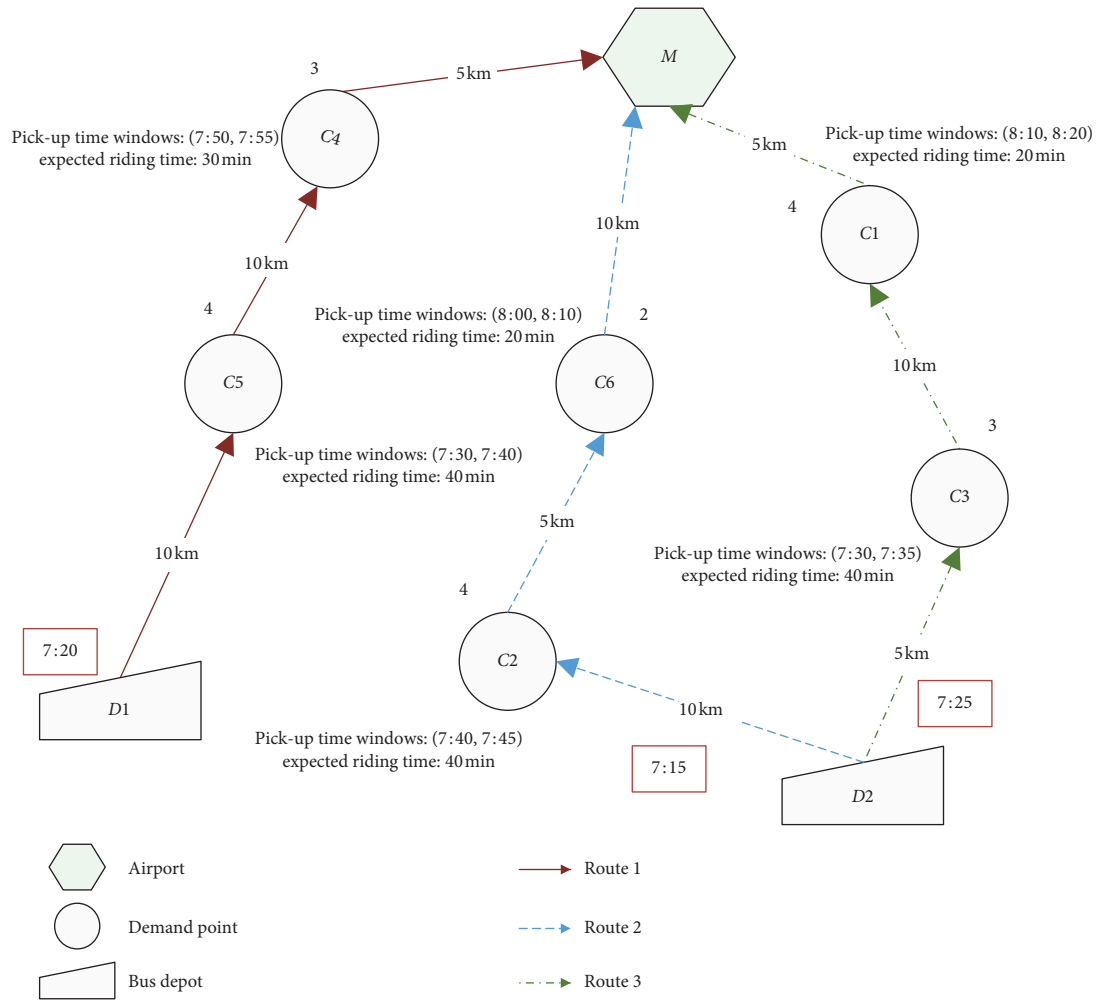 M
3
5 km
C4
Pick-up time windows: (7:50, 7:55)
expected riding time: 30 min
Pick-up time windows: (8:10, 8:20)
expected riding time: 20 min
5 km
4
C1
10 km
10 km
4
Pick-up time windows: (8:00, 8:10)
expected riding time: 20 min
2
C5
C6
10 km
3
Pick-up time windows: (7:30, 7:40)
expected riding time: 40 min
C3
5 km
10 km
Pick-up time windows: (7:30, 7:35)
expected riding time: 40 min
4
7:20
C2
5 km
D1
10 km
7:25
Pick-up time windows: (7:40, 7:45)
expected riding time: 40 min
7:15
D2
Airport
Route 1
Demand point
Route 2
Bus depot
Route 3